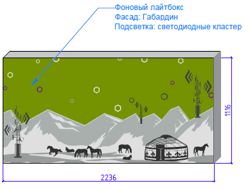 Фоновый лайтбокс
Фасад: Габардин
Подсветка: светодиодные кластер
1116
2236